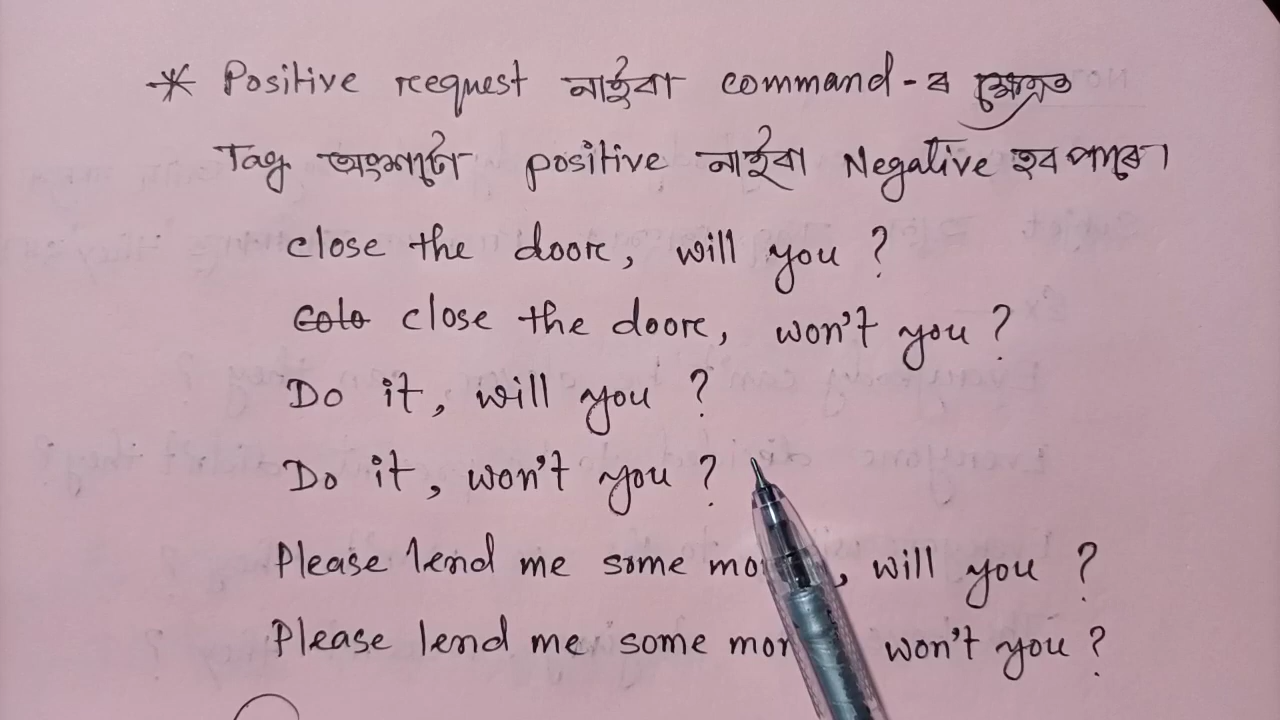 * Positive request নাইবা command-ৰ ক্ষেত্ৰত
Tag অংশটো positive নাইবা Negative হব পাৰে।
close the door, will you ?
close the door, won't you ?
Do it, will you ?
Do it, won't you ?
Please lend me some , will you ?
Please lend me some won't you ?